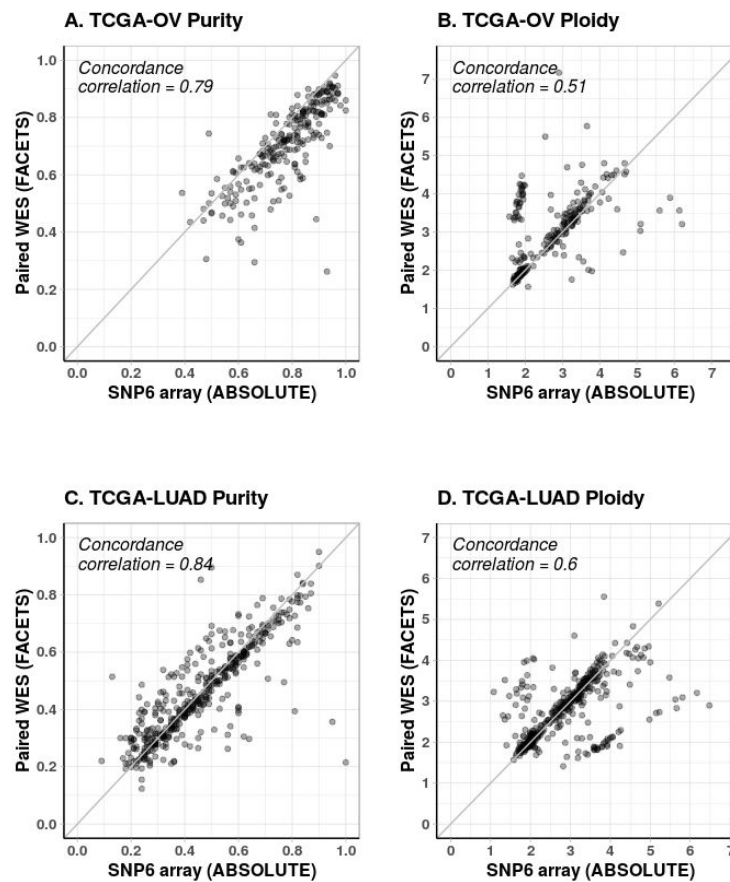 A. TCGA-OV Purity
Concordance
correlation = 0.79
1.0
0.8
0.6
0.4
0.2
0.0
0.0 0.2 0.4 0.6 0.8 1.0
Paired WES (FACETS)
SNP6 array (ABSOLUTE)
B. TCGA-OV Ploidy
Concordance
correlation = 0.51
7
6
5
4
3
2
1
0
0 1 2 3 4 5 6 7
Paired WES (FACETS)
SNP6 array (ABSOLUTE)
C. TCGA-LUAD Purity
Concordance
correlation = 0.84
1.0
0.8
0.6
0.4
0.2
0.0
0.0 0.2 0.4 0.6 0.8 1.0
Paired WES (FACETS)
SNP6 array (ABSOLUTE)
D. TCGA-LUAD Ploidy
Concordance
correlation = 0.6
7
6
5
4
3
2
1
0
0 1 2 3 4 5 6 7
Paired WES (FACETS)
SNP6 array (ABSOLUTE)